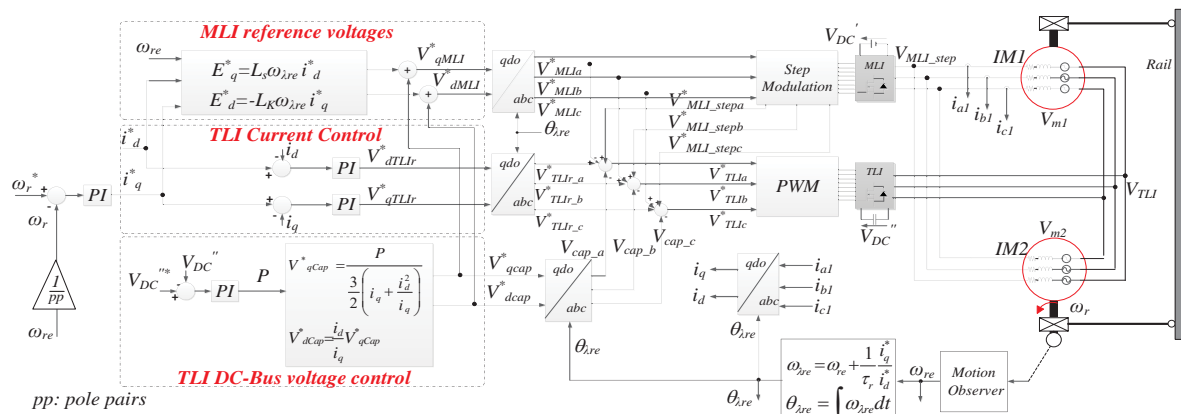 MLI reference voltages
ω_re
E*_q=L_s ω_λre i*_d
E*_d=-L_K ω_λre i*_q
V*_qMLI
V*_dMLI
qdo
abc
θ_λre
V*_MLIa
V*_MLIb
V*_MLIc
V*_MLI_stepa
V*_MLI_stepb
V*_MLI_stepc
Step
Modulation
V_DC'
MLI
V_MLI_step
IM1
i_a1
i_b1
i_c1
V_m1
Rail
TLI Current Control
i*_d
i_d
PI
V*_dTLIr
ω_r*
ω_r
PI
i*_q
i_q
PI
V*_qTLIr
qdo
abc
V*_TLIr_a
V*_TLIr_b
V*_TLIr_c
V*_TLIa
V*_TLIb
V*_TLIc
PWM
TLI
V_DC''
V_TLI
V_cap_a
V_cap_b
V_cap_c
1/pp
ω_re
V_DC''*
V_DC''
PI
P
V*_qCap = P / (3/2 (i_q + i_d^2/i_q))
V*_dCap = i_d/i_q V*_qCap
V*_qcap
V*_dcap
qdo
abc
θ_λre
TLI DC-Bus voltage control
i_q
i_d
qdo
abc
i_a1
i_b1
i_c1
θ_λre
V_m2
IM2
ω_r
θ_λre
ω_λre = ω_re + 1/τ_r i*_q/i*_d
θ_λre = ∫ω_λre dt
ω_re
Motion
Observer
pp: pole pairs